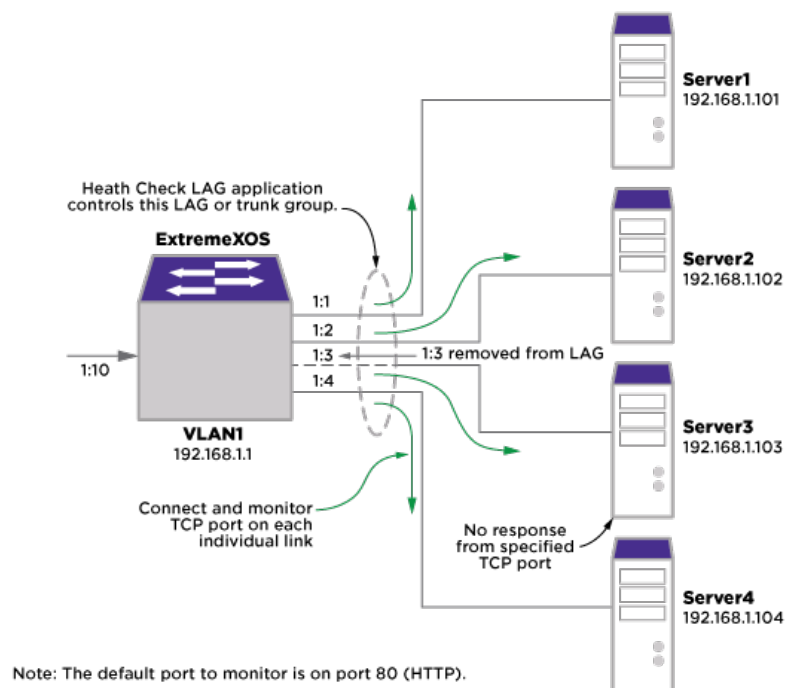 Server1
192.168.1.101
Heath Check LAG application
controls this LAG or trunk group.
ExtremeXOS
Server2
192.168.1.102
1:1
1:2
1:3
1:3 removed from LAG
1:10
1:4
VLAN1
192.168.1.1
Server3
192.168.1.103
Connect and monitor
TCP port on each
individual link
No response
from specified
TCP port
Server4
192.168.1.104
Note: The default port to monitor is on port 80 (HTTP).